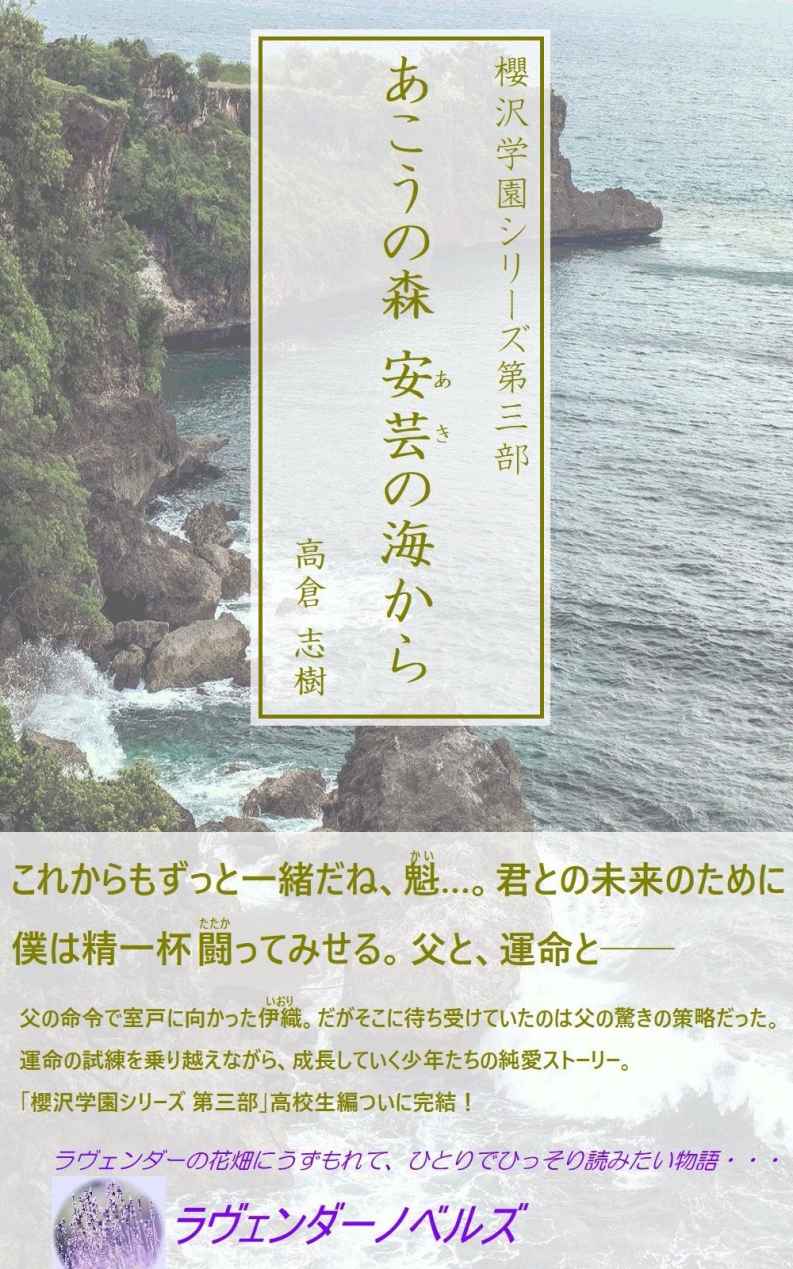 櫻沢学園シリーズ第三部
あこうの森 安芸の海から
あき
高倉 志樹
これからもずっと一緒だね、魁…。君との未来のために
かい
僕は精一杯闘ってみせる。父と、運命と――
たたか
父の命令で室戸に向かった伊織。だがそこに待ち受けていたのは父の驚きの策略だった。
いおり
運命の試練を乗り越えながら、成長していく少年たちの純愛ストーリー。
「櫻沢学園シリーズ 第三部」高校生編ついに完結！
ラヴェンダーの花畑にうずもれて、ひとりでひっそり読みたい物語・・・
ラヴェンダーノベルズ